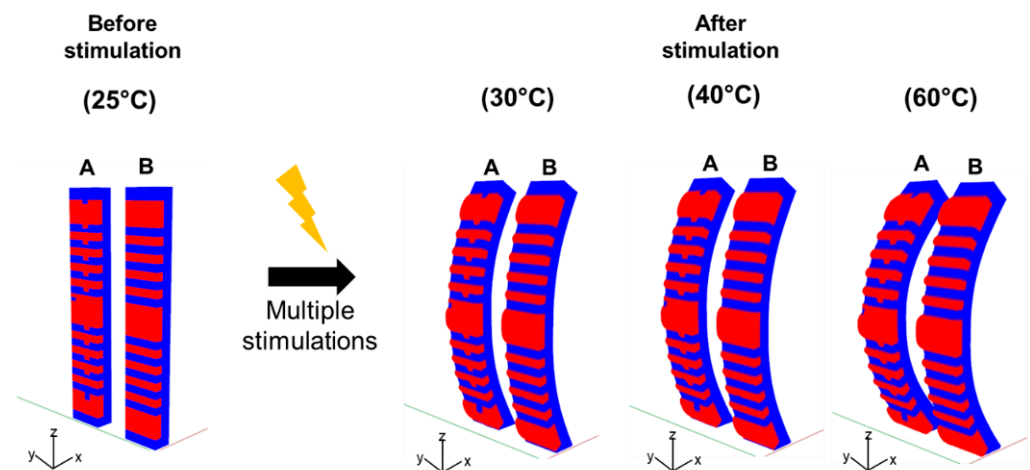 Before
stimulation
(25°C)
After
stimulation
(30°C)
(40°C)
(60°C)
A
B
A
B
A
B
A
B
Multiple
stimulations
z
y
x
z
y
x
z
y
x
z
y
x